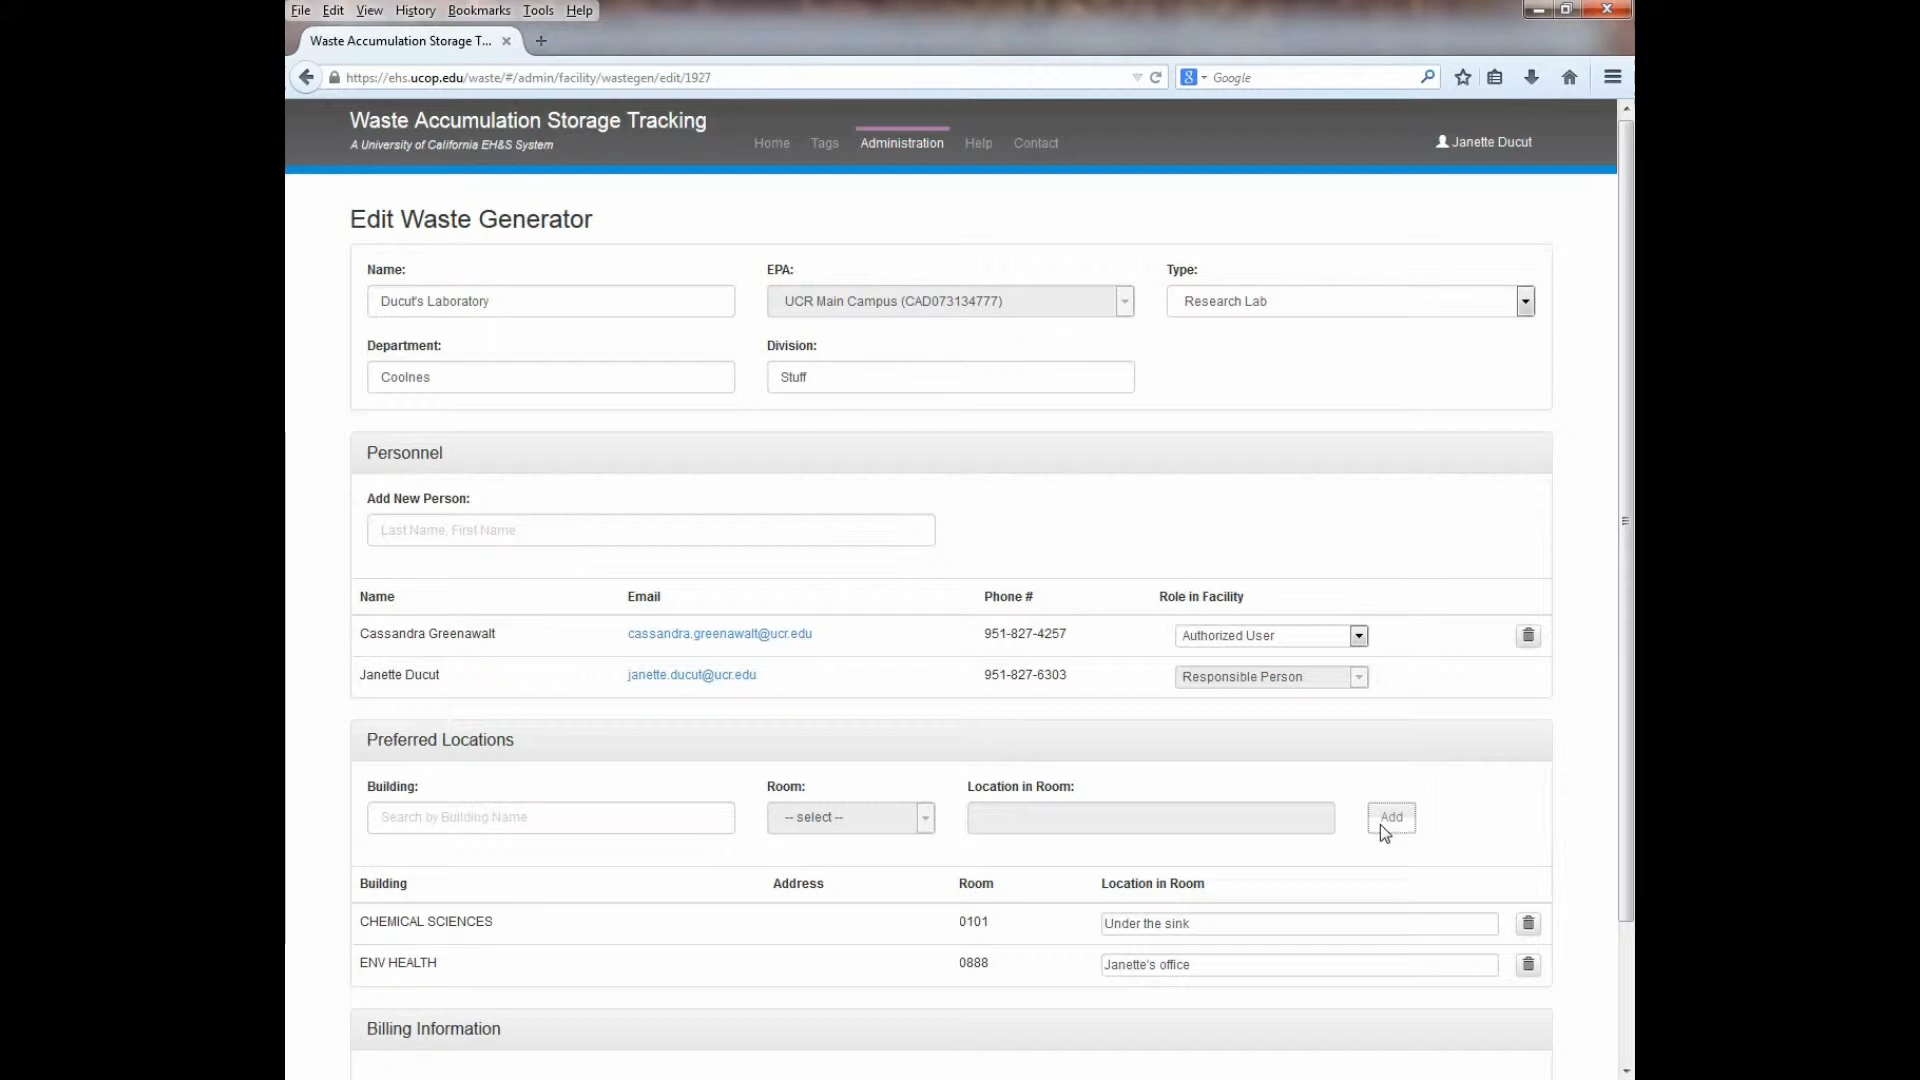 File Edit View History Bookmarks Tools Help
Waste Accumulation Storage T...
https://ehs.ucop.edu/waste/#/admin/facility/wastegen/edit/1927
8 Google
Waste Accumulation Storage Tracking
A University of California EH&S System
Home Tags Administration Help Contact
Janette Ducut
Edit Waste Generator
Name: EPA: Type:
Ducut's Laboratory UCR Main Campus (CAD073134777) Research Lab
Department: Division:
Coolnes Stuff
Personnel
Add New Person:
Last Name, First Name
Name Email Phone # Role in Facility
Cassandra Greenawalt cassandra.greenawalt@ucr.edu 951-827-4257 Authorized User
Janette Ducut janette.ducut@ucr.edu 951-827-6303 Responsible Person
Preferred Locations
Building: Room: Location in Room:
Search by Building Name -- select -- Add
Building Address Room Location in Room
CHEMICAL SCIENCES 0101 Under the sink
ENV HEALTH 0888 Janette's office
Billing Information